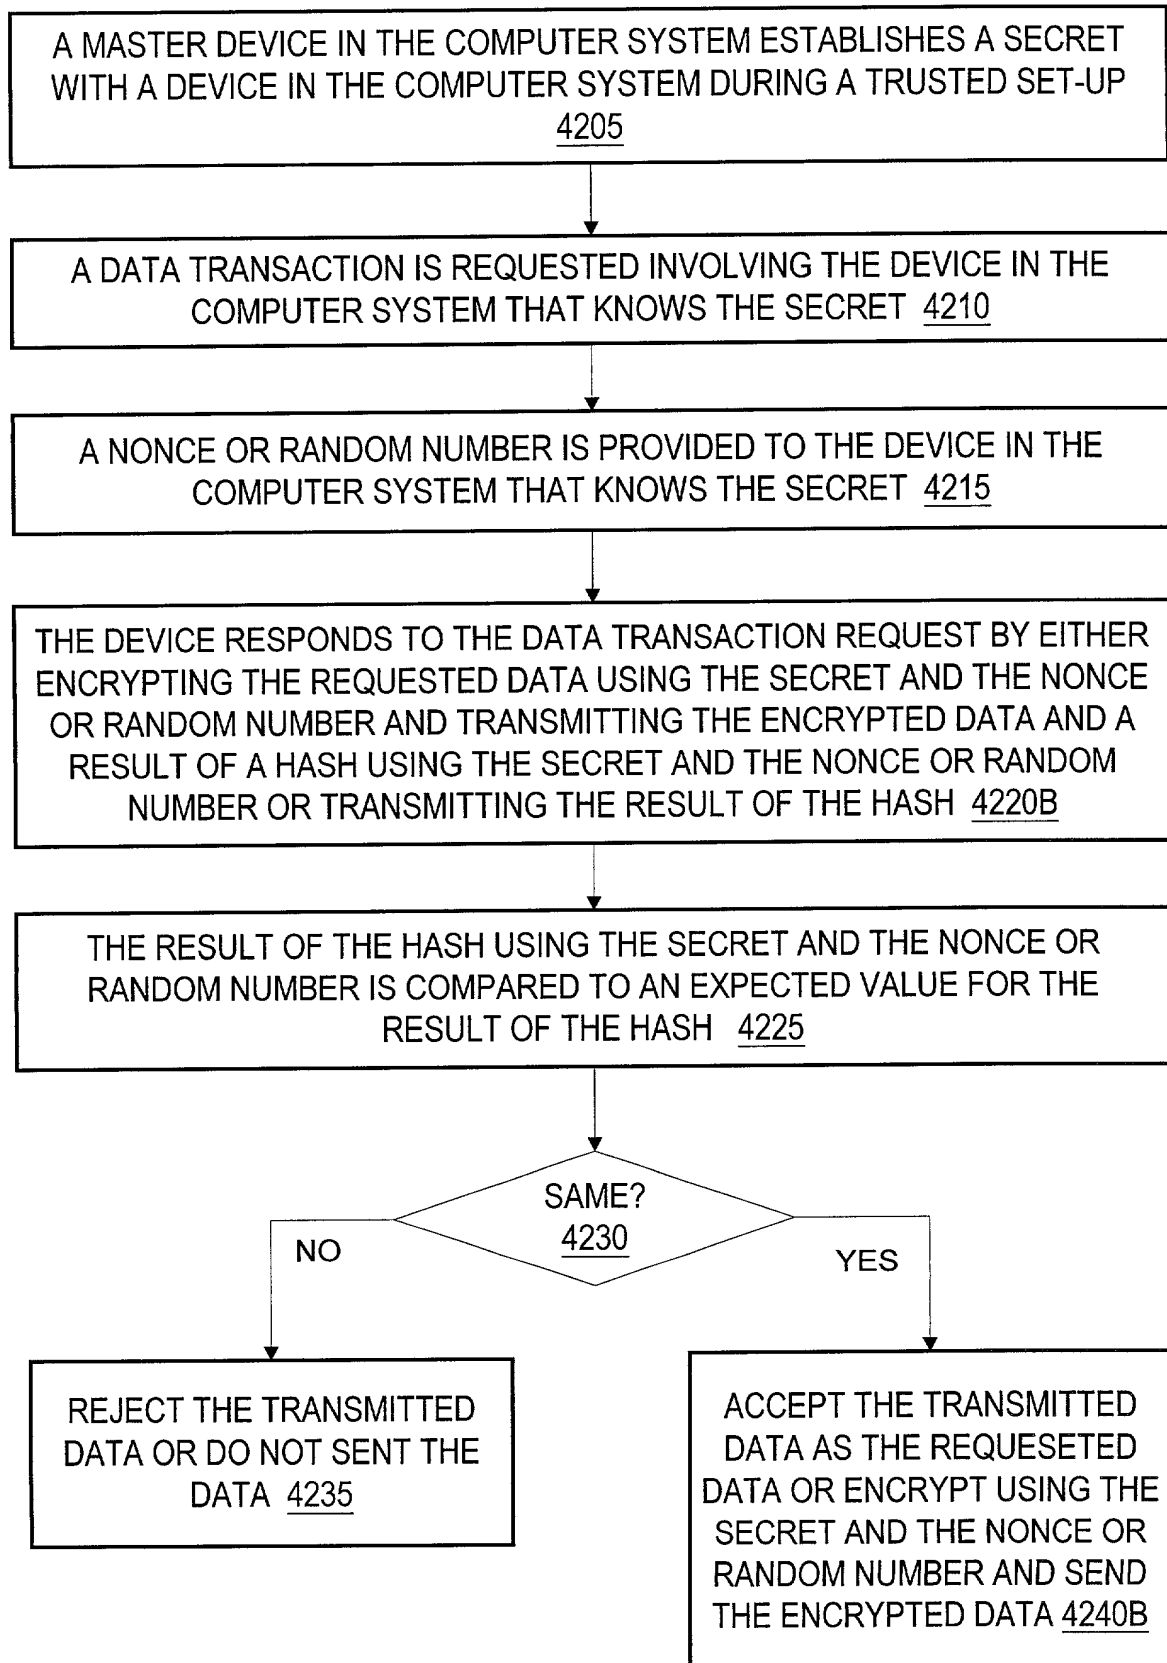 A MASTER DEVICE IN THE COMPUTER SYSTEM ESTABLISHES A SECRET
WITH A DEVICE IN THE COMPUTER SYSTEM DURING A TRUSTED SET-UP
4205
A DATA TRANSACTION IS REQUESTED INVOLVING THE DEVICE IN THE
COMPUTER SYSTEM THAT KNOWS THE SECRET 4210
A NONCE OR RANDOM NUMBER IS PROVIDED TO THE DEVICE IN THE
COMPUTER SYSTEM THAT KNOWS THE SECRET 4215
THE DEVICE RESPONDS TO THE DATA TRANSACTION REQUEST BY EITHER
ENCRYPTING THE REQUESTED DATA USING THE SECRET AND THE NONCE
OR RANDOM NUMBER AND TRANSMITTING THE ENCRYPTED DATA AND A
RESULT OF A HASH USING THE SECRET AND THE NONCE OR RANDOM
NUMBER OR TRANSMITTING THE RESULT OF THE HASH 4220B
THE RESULT OF THE HASH USING THE SECRET AND THE NONCE OR
RANDOM NUMBER IS COMPARED TO AN EXPECTED VALUE FOR THE
RESULT OF THE HASH 4225
SAME?
4230
NO
YES
REJECT THE TRANSMITTED
DATA OR DO NOT SENT THE
DATA 4235
ACCEPT THE TRANSMITTED
DATA AS THE REQUESETED
DATA OR ENCRYPT USING THE
SECRET AND THE NONCE OR
RANDOM NUMBER AND SEND
THE ENCRYPTED DATA 4240B